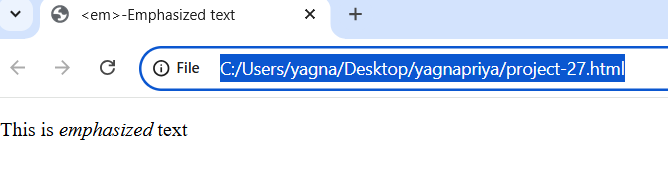 <em>-Emphasized text
File C:/Users/yagna/Desktop/yagnapriya/project-27.html
This is emphasized text